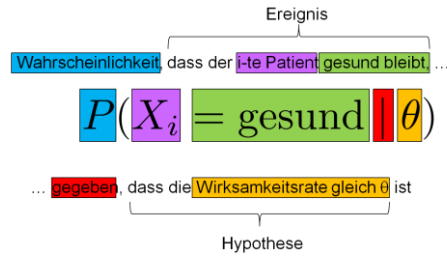 Ereignis
Wahrscheinlichkeit, dass der i-te Patient gesund bleibt, ...
P(X_i = gesund | θ)
... gegeben, dass die Wirksamkeitsrate gleich θ ist
Hypothese